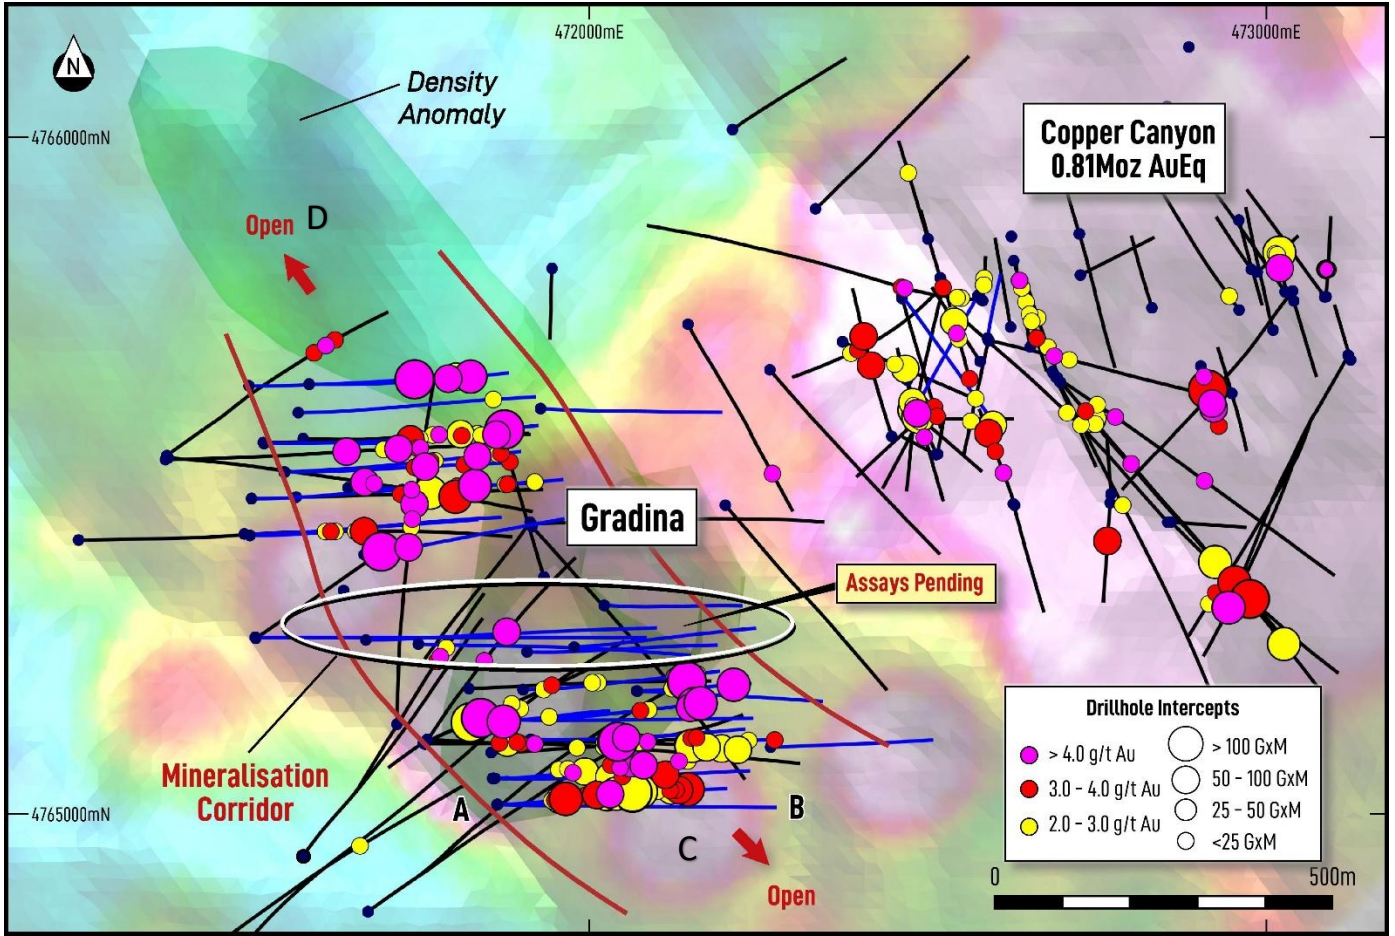 472000mE
473000mE
N
Density
Anomaly
4766000mN
Copper Canyon
0.81Moz AuEq
Open D
Gradina
Assays Pending
Drillhole Intercepts
> 4.0 g/t Au
> 100 GxM
3.0 - 4.0 g/t Au
50 - 100 GxM
2.0 - 3.0 g/t Au
25 - 50 GxM
<25 GxM
Mineralisation
Corridor
4765000mN
A
B
C
Open
0
500m